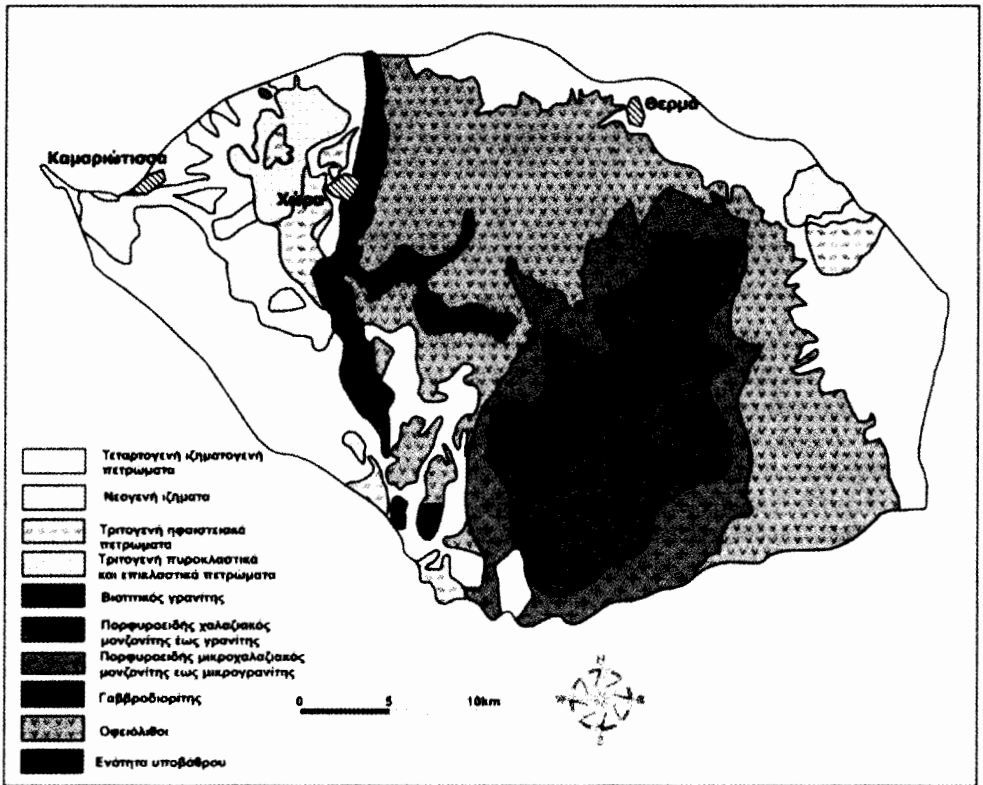 Θερμά
Καμαριώτισσα
Χώρα
Τεταρτογενή ιζηματογενή
πετρώματα
Νεογενή ιζήματα
Τριτογενή ηφαιστειακά
πετρώματα
Τριτογενή πυροκλαστικά
και επικλαστικά πετρώματα
Βιοτιτικός γρανίτης
Πορφυροειδής χαλαζιακός
μονζονίτης έως γρανίτης
Πορφυροειδής μικροχαλαζιακός
μονζονίτης εως μικρογρανίτης
Γαββροδιορίτης
Οφειόλιθοι
Ενότητα υποβάθρου
0 5 10km
N
S